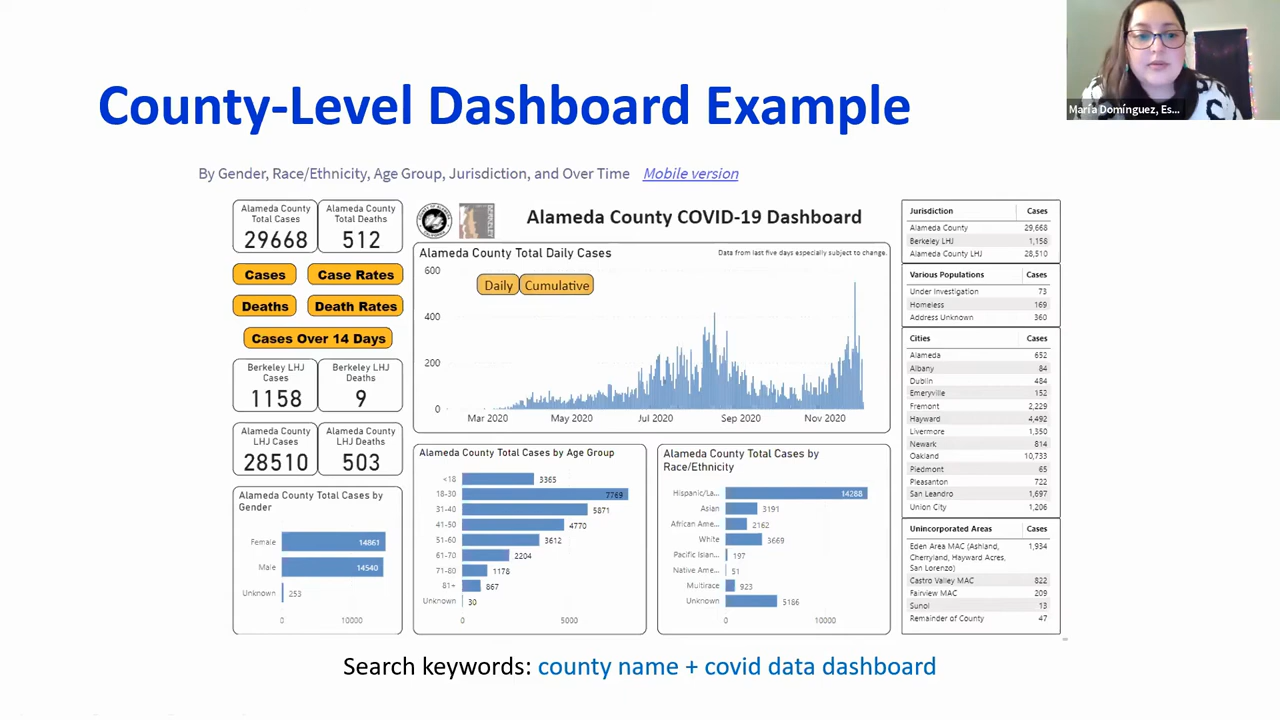 María Domínguez, Es...
County-Level Dashboard Example
By Gender, Race/Ethnicity, Age Group, Jurisdiction, and Over Time Mobile version
Alameda County Total Cases
29668
Alameda County Total Deaths
512
Cases
Case Rates
Deaths
Death Rates
Cases Over 14 Days
Berkeley LHJ Cases
1158
Berkeley LHJ Deaths
9
Alameda County LHJ Cases
28510
Alameda County LHJ Deaths
503
Alameda County Total Cases by Gender
Female 14861
Male 14540
Unknown 253
0 10000
Alameda County COVID-19 Dashboard
Alameda County Total Daily Cases
Data from last five days especially subject to change.
Daily Cumulative
600
400
200
0
Mar 2020 May 2020 Jul 2020 Sep 2020 Nov 2020
Alameda County Total Cases by Age Group
<18 3365
18-30 7769
31-40 5871
41-50 4770
51-60 3612
61-70 2204
71-80 1178
81+ 867
Unknown 30
0 5000
Alameda County Total Cases by Race/Ethnicity
Hispanic/La... 14288
Asian 3191
African Ame... 2162
White 3669
Pacific Islan... 197
Native Ame... 51
Multirace 923
Unknown 5186
0 10000
Jurisdiction Cases
Alameda County 29,668
Berkeley LHJ 1,158
Alameda County LHJ 28,510
Various Populations Cases
Under Investigation 73
Homeless 169
Address Unknown 360
Cities Cases
Alameda 652
Albany 84
Dublin 484
Emeryville 152
Fremont 2,229
Hayward 4,492
Livermore 1,350
Newark 814
Oakland 10,733
Piedmont 65
Pleasanton 722
San Leandro 1,697
Union City 1,206
Unincorporated Areas Cases
Eden Area MAC (Ashland, 1,934
Cherryland, Hayward Acres,
San Lorenzo)
Castro Valley MAC 822
Fairview MAC 209
Sunol 13
Remainder of County 47
Search keywords: county name + covid data dashboard